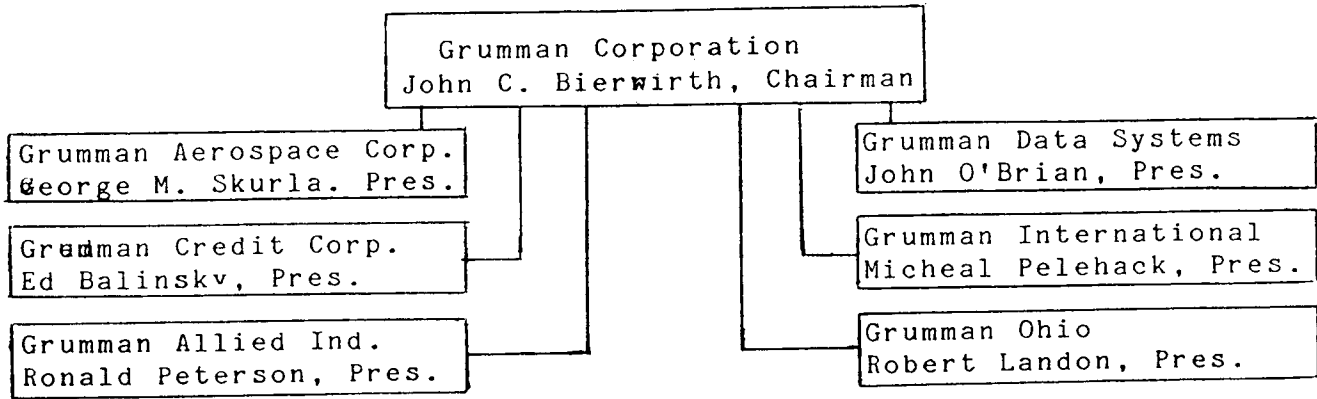 Grumman Corporation
John C. Bierwirth, Chairman
Grumman Aerospace Corp.
George M. Skurla. Pres.
Grumman Credit Corp.
Ed Balinsky, Pres.
Grumman Allied Ind.
Ronald Peterson, Pres.
Grumman Data Systems
John O'Brian, Pres.
Grumman International
Micheal Pelehack, Pres.
Grumman Ohio
Robert Landon, Pres.